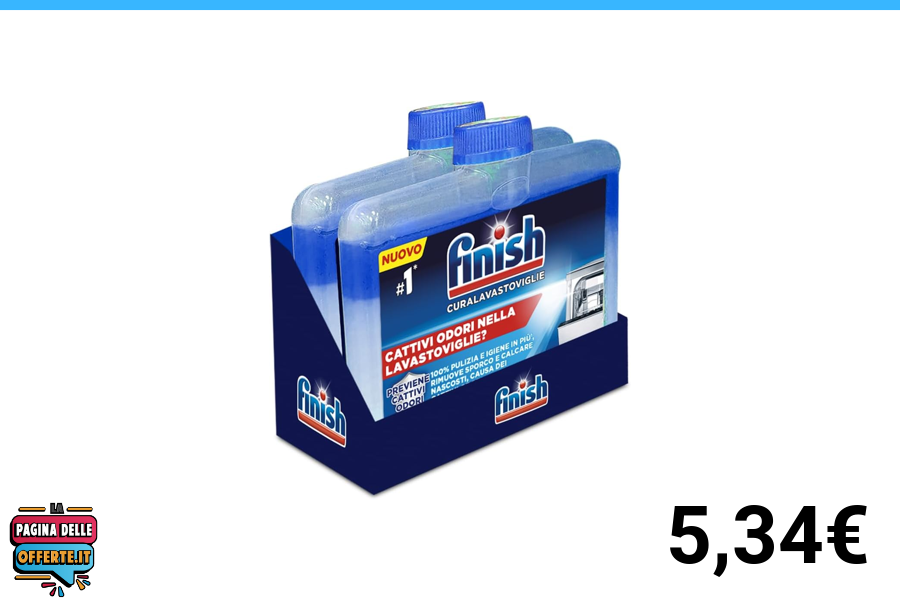 NUOVO
#1*
finish
CURALAVASTOVIGLIE
CATTIVI ODORI NELLA
LAVASTOVIGLIE?
100% PULIZIA E IGIENE IN PIU',
RIMUOVE SPORCO E CALCARE
NASCOSTI, CAUSA DEI
PREVIENE
CATTIVI
ODORI
finish
finish
LA
PAGINA DELLE
OFFERTE.IT
5,34€